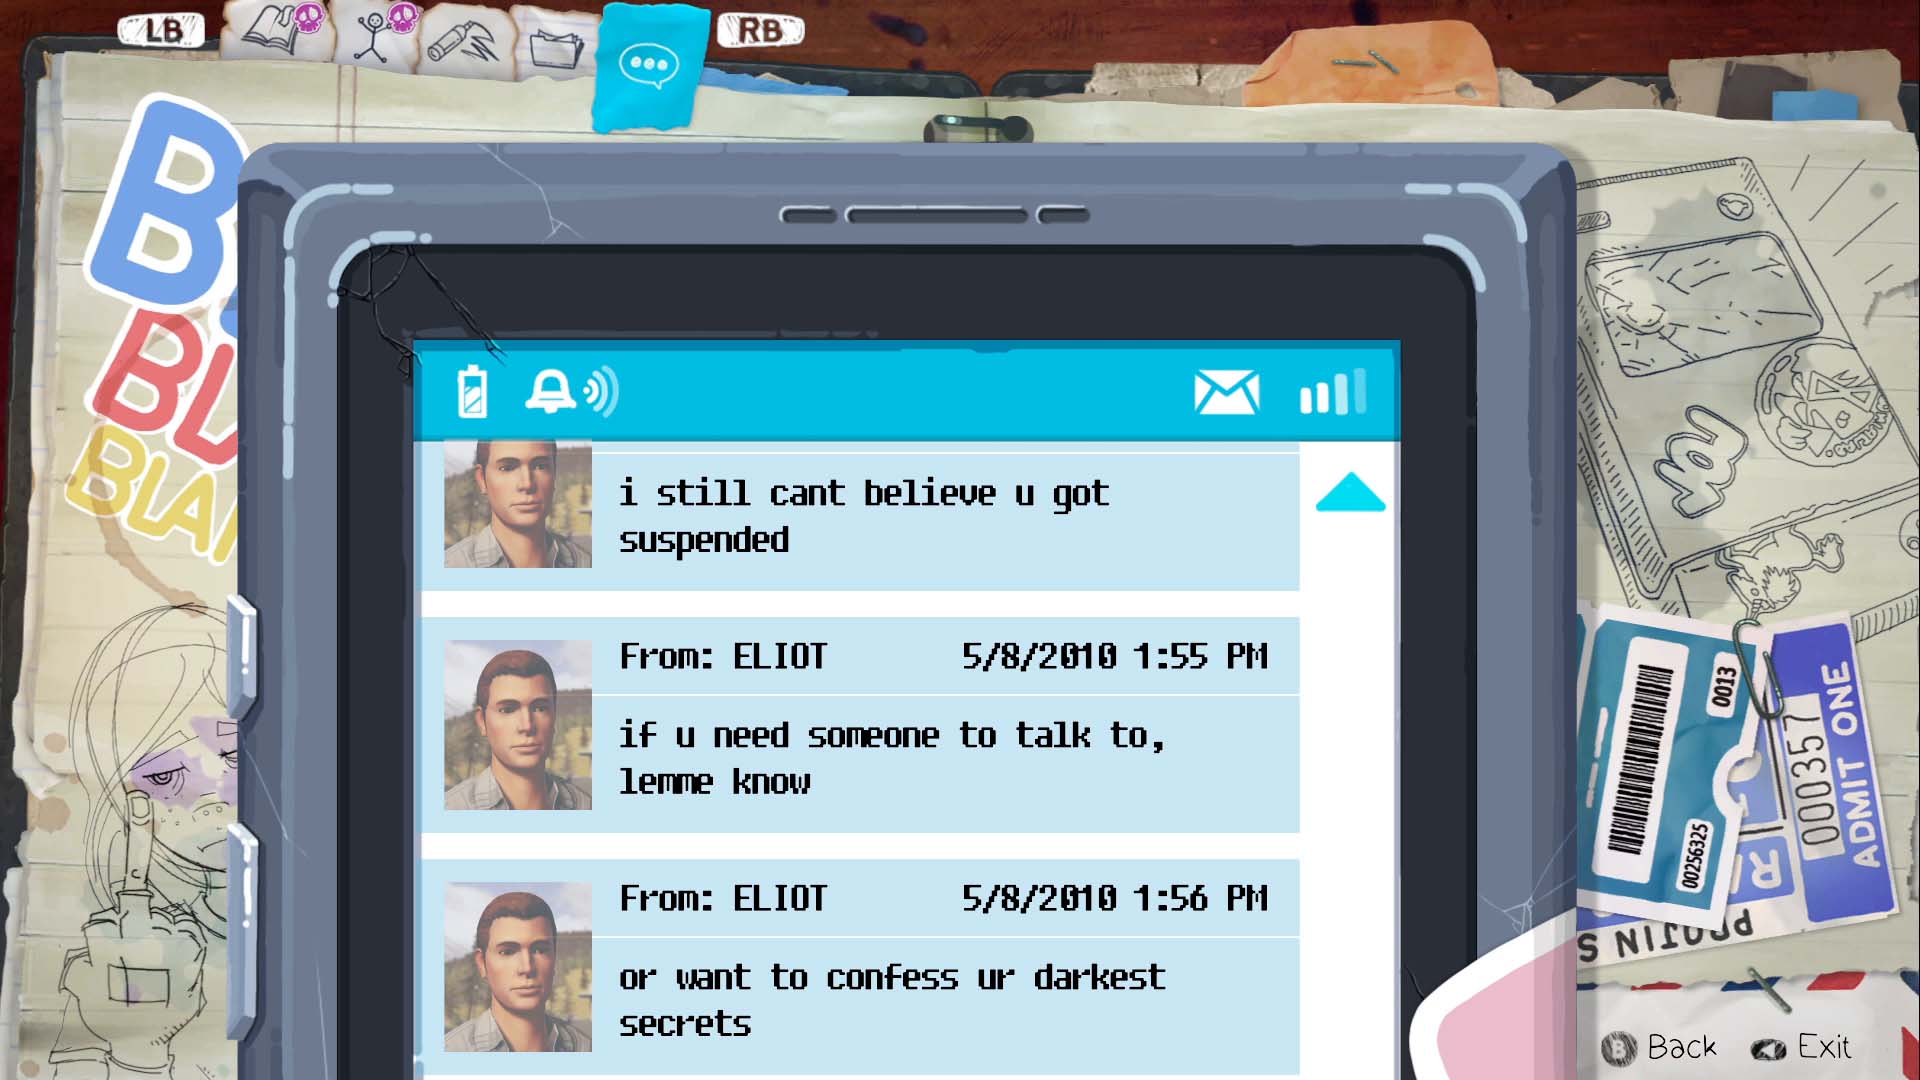 LB
RB
i still cant believe u got
suspended
From: ELIOT 5/8/2010 1:55 PM
if u need someone to talk to,
lemme know
From: ELIOT 5/8/2010 1:56 PM
or want to confess ur darkest
secrets
0013
00256325
000357
ADMIT ONE
B Back
Exit